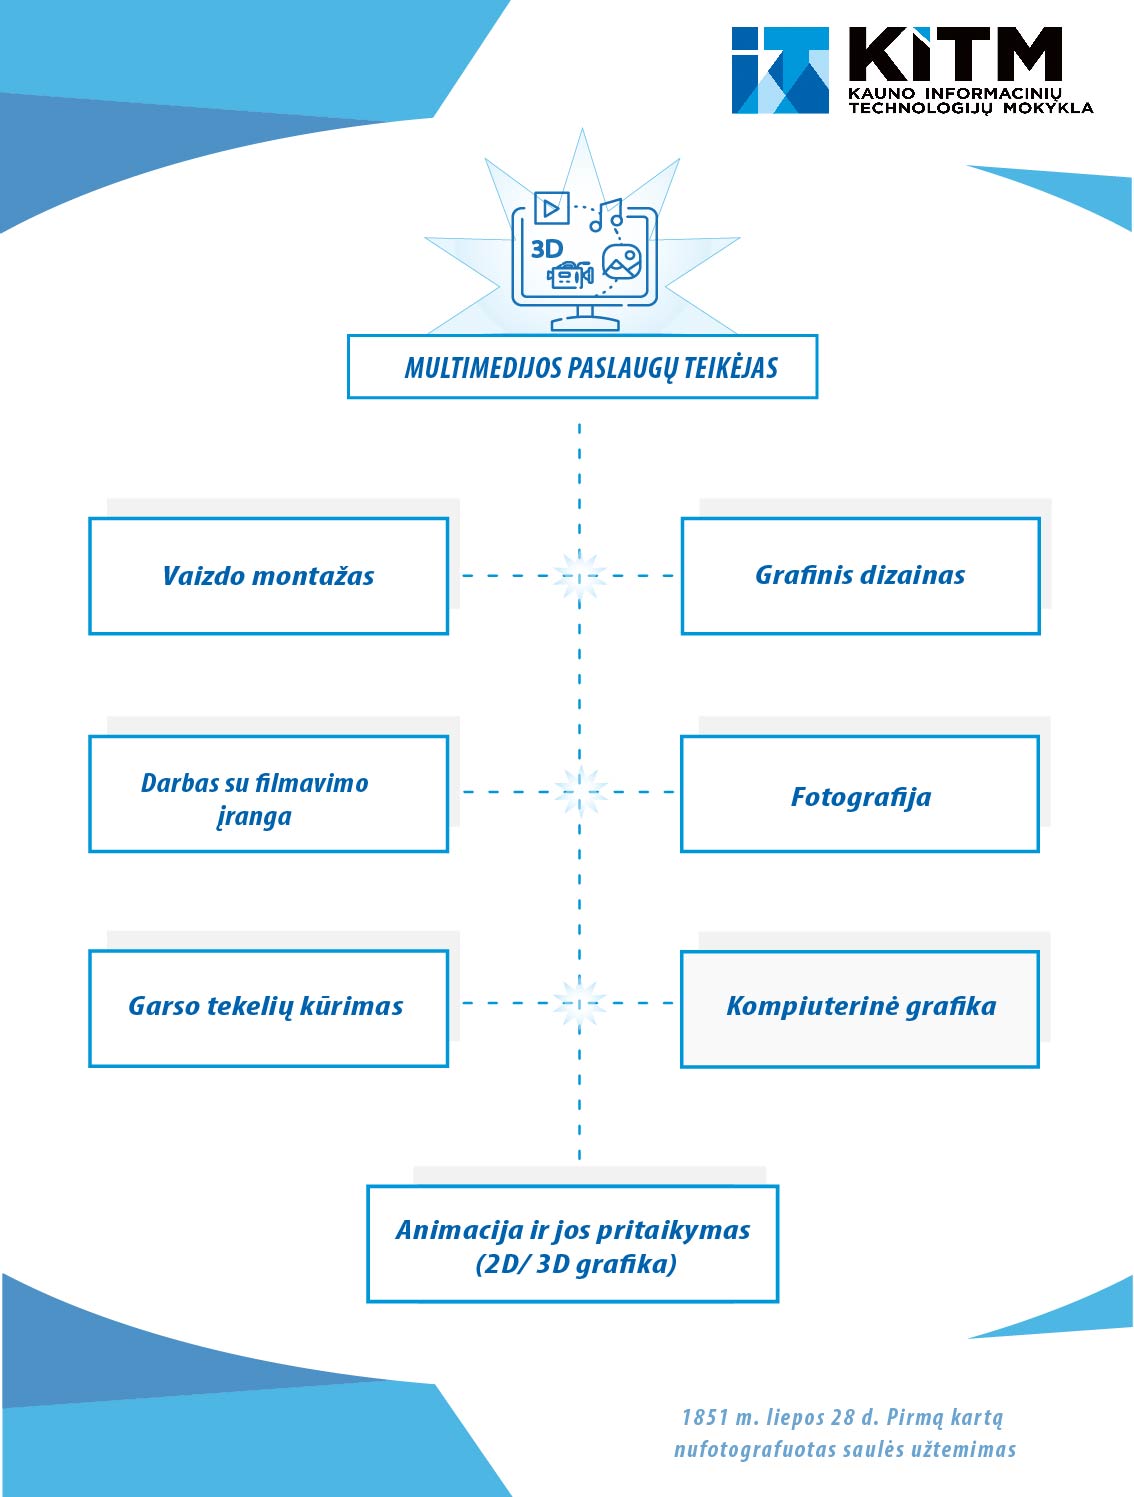 KiTM
KAUNO INFORMACINIŲ
TECHNOLOGIJŲ MOKYKLA
3D
MULTIMEDIJOS PASLAUGŲ TEIKĖJAS
Vaizdo montažas
Grafinis dizainas
Darbas su filmavimo
įranga
Fotografija
Garso tekelių kūrimas
Kompiuterinė grafika
Animacija ir jos pritaikymas
(2D/ 3D grafika)
1851 m. liepos 28 d. Pirmą kartą
nufotografuotas saulės užtemimas